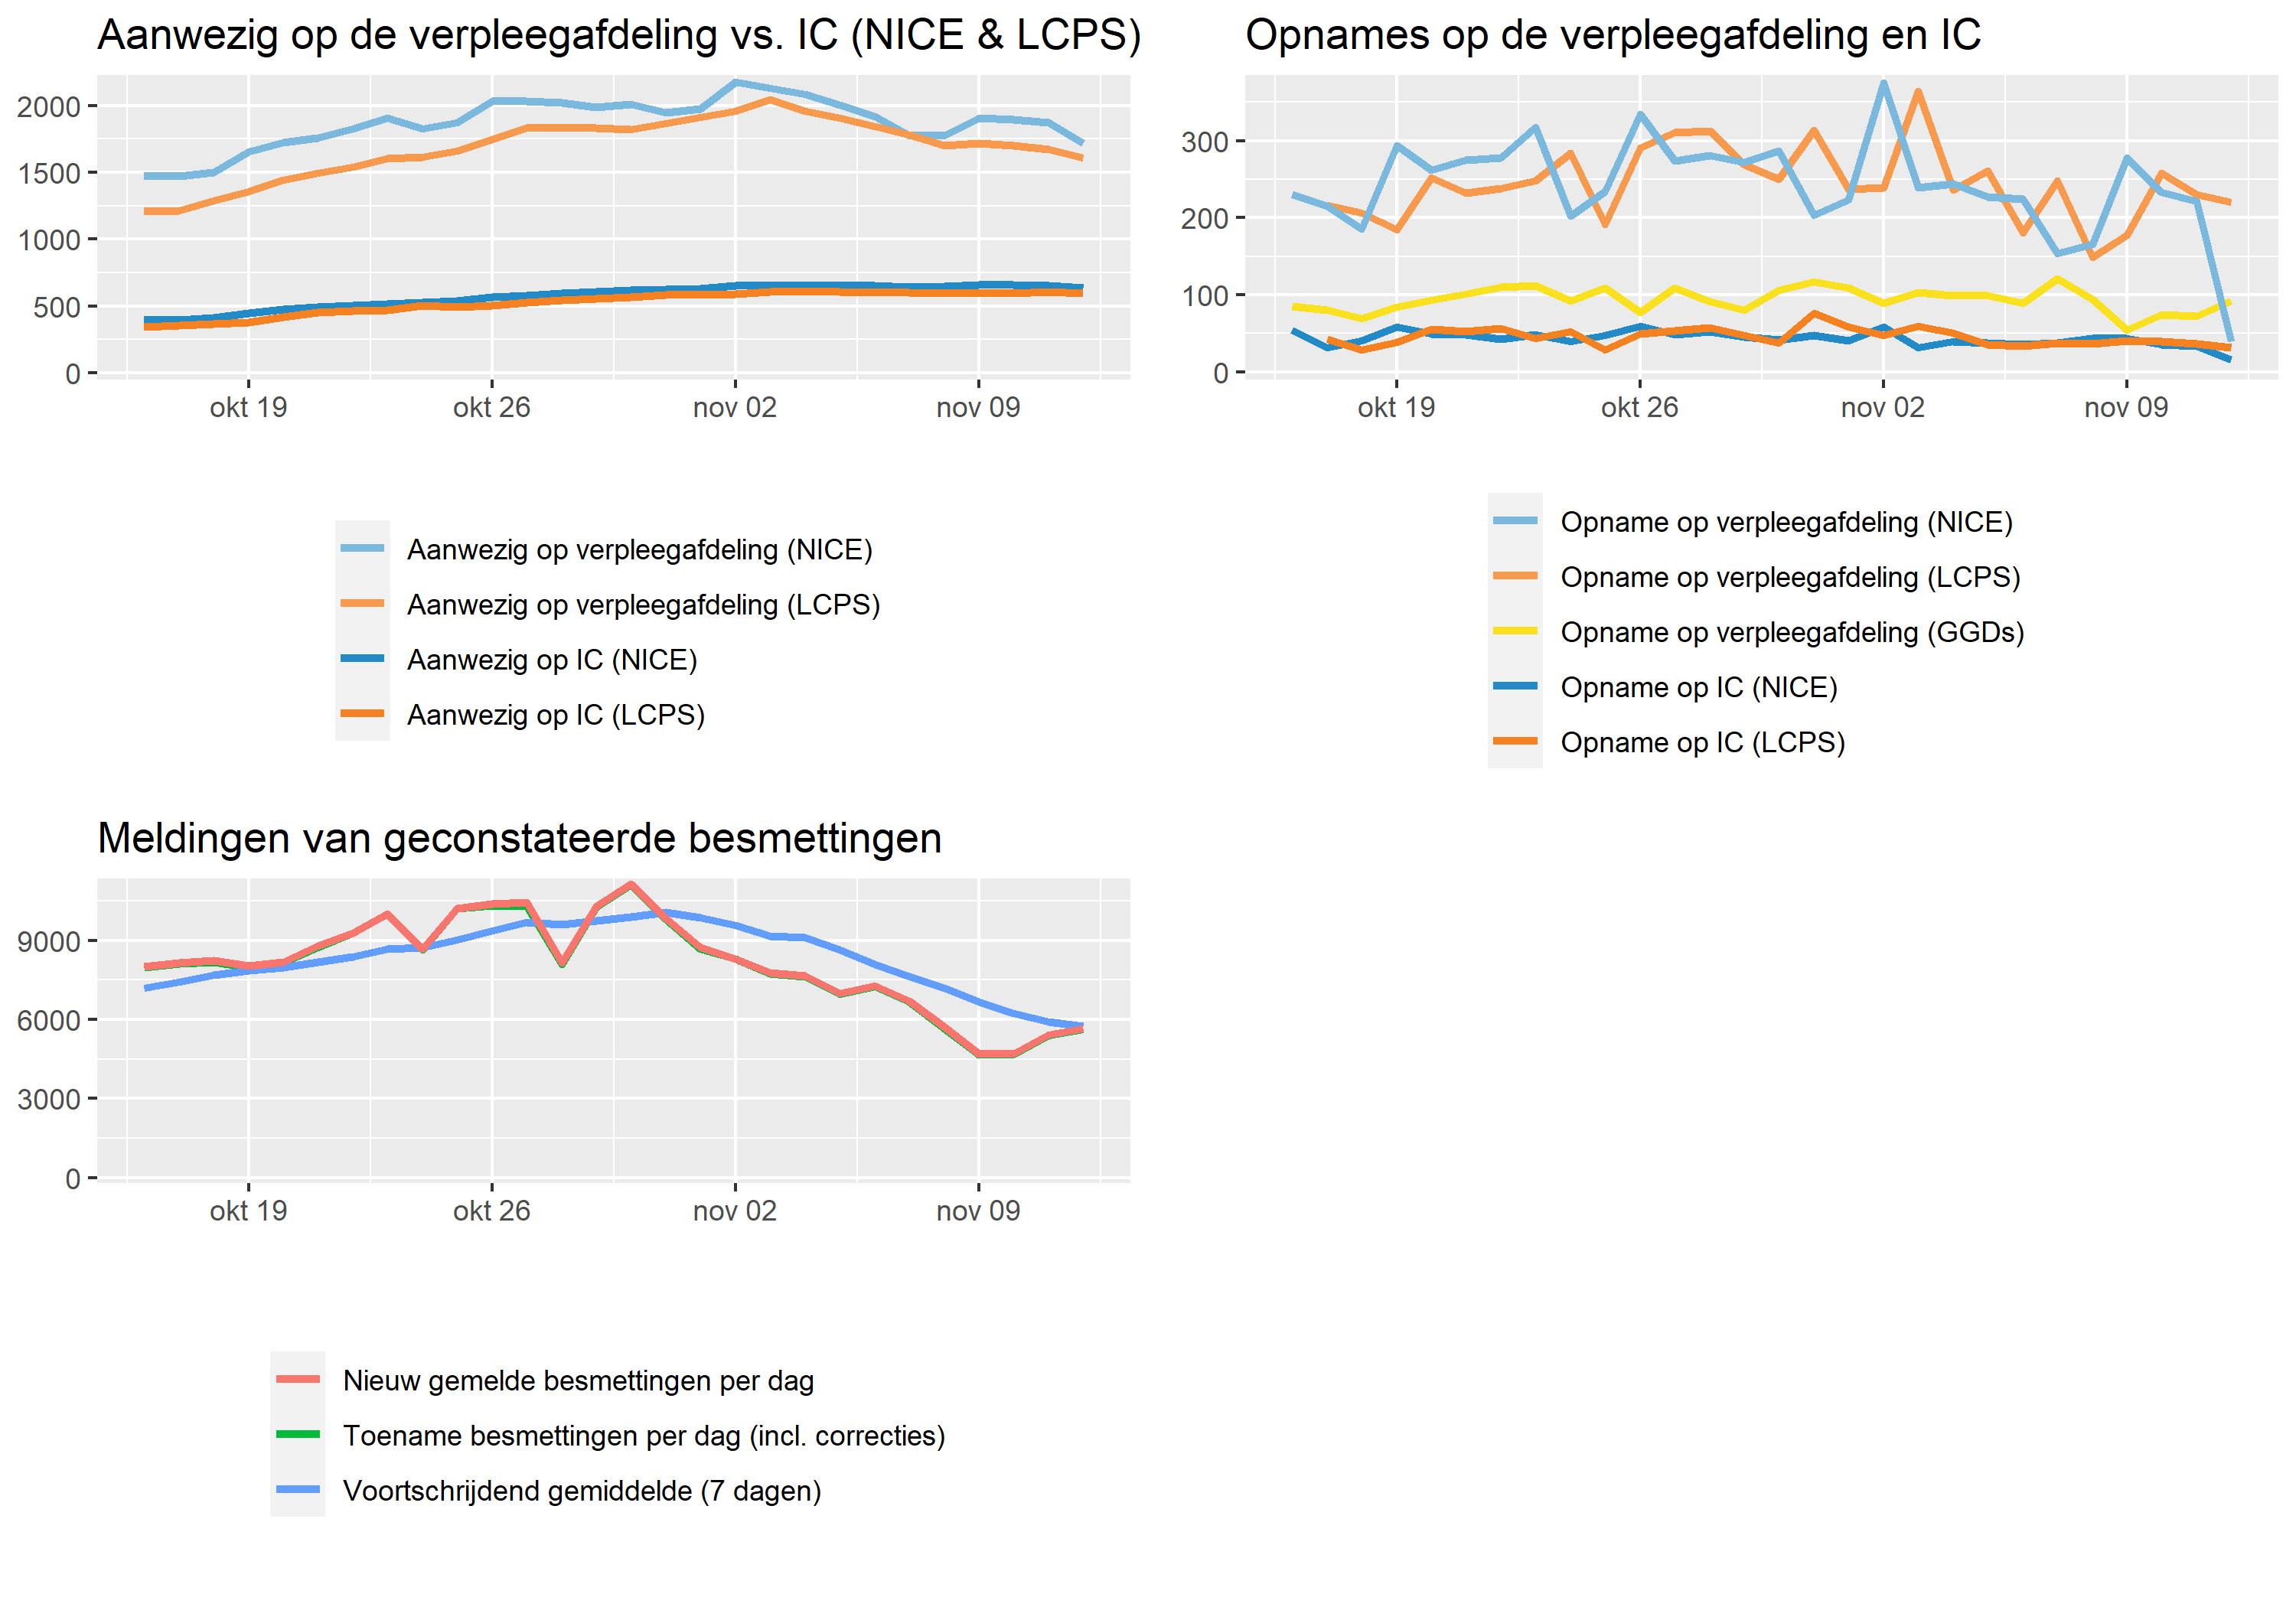 Aanwezig op de verpleegafdeling vs. IC (NICE & LCPS)
2000
1500
1000
500
0
okt 19 okt 26 nov 02 nov 09
Aanwezig op verpleegafdeling (NICE)
Aanwezig op verpleegafdeling (LCPS)
Aanwezig op IC (NICE)
Aanwezig op IC (LCPS)
Opnames op de verpleegafdeling en IC
300
200
100
0
okt 19 okt 26 nov 02 nov 09
Opname op verpleegafdeling (NICE)
Opname op verpleegafdeling (LCPS)
Opname op verpleegafdeling (GGDs)
Opname op IC (NICE)
Opname op IC (LCPS)
Meldingen van geconstateerde besmettingen
9000
6000
3000
0
okt 19 okt 26 nov 02 nov 09
Nieuw gemelde besmettingen per dag
Toename besmettingen per dag (incl. correcties)
Voortschrijdend gemiddelde (7 dagen)